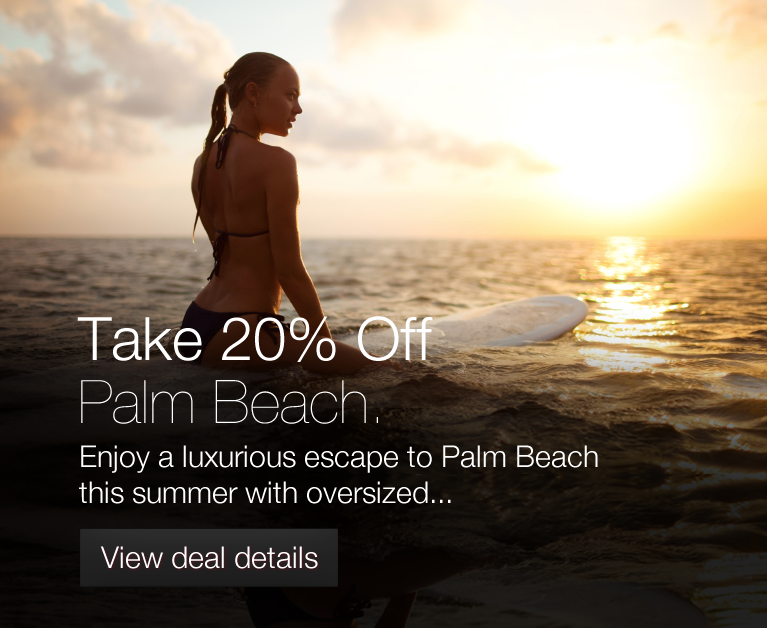 Take 20% Off
Palm Beach.
Enjoy a luxurious escape to Palm Beach
this summer with oversized...
View deal details